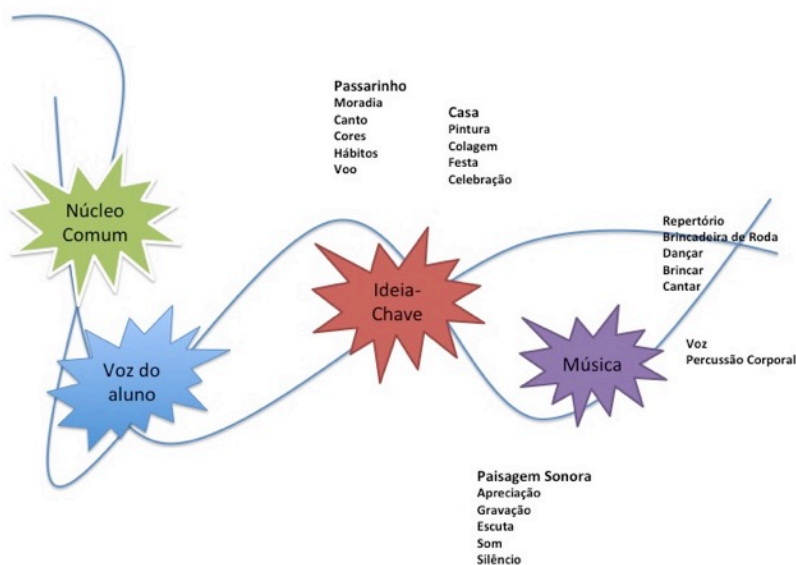 Passarinho
Moradia
Canto
Cores
Hábitos
Voo
Casa
Pintura
Colagem
Festa
Celebração
Núcleo
Comum
Repertório
Brincadeira de Roda
Dançar
Brincar
Cantar
Ideia-
Chave
Voz do
aluno
Música
Voz
Percussão Corporal
Paisagem Sonora
Apreciação
Gravação
Escuta
Som
Silêncio